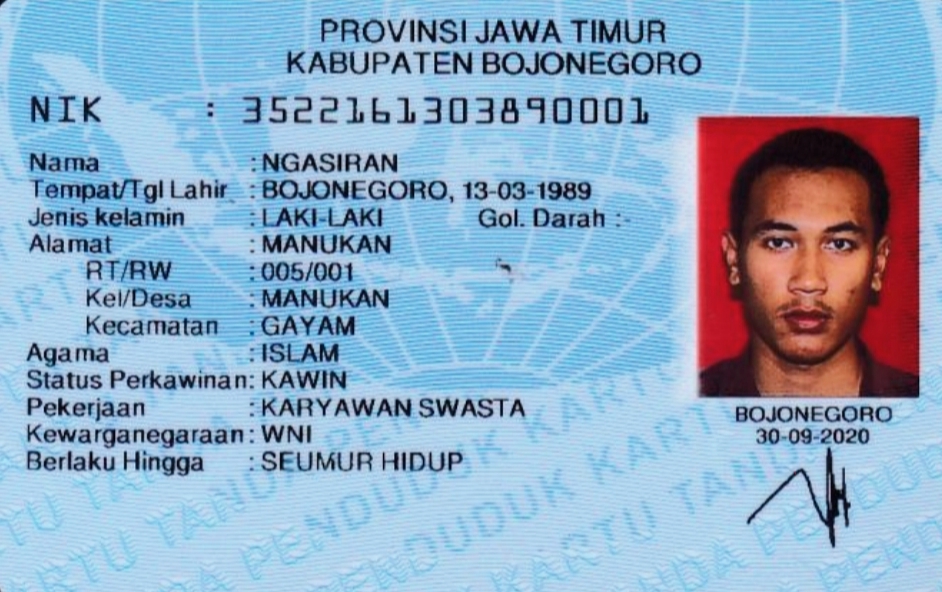 PROVINSI JAWA TIMUR
KABUPATEN BOJONEGORO
NIK : 3522161303890001
Nama : NGASIRAN
Tempat/Tgl Lahir : BOJONEGORO, 13-03-1989
Jenis kelamin : LAKI-LAKI Gol. Darah :-
Alamat : MANUKAN
RT/RW : 005/001
Kel/Desa : MANUKAN
Kecamatan : GAYAM
Agama : ISLAM
Status Perkawinan: KAWIN
Pekerjaan : KARYAWAN SWASTA
Kewarganegaraan: WNI
Berlaku Hingga : SEUMUR HIDUP
BOJONEGORO
30-09-2020
KARTU TANDA PENDUDUK KARTU TANDA PENDUDUK